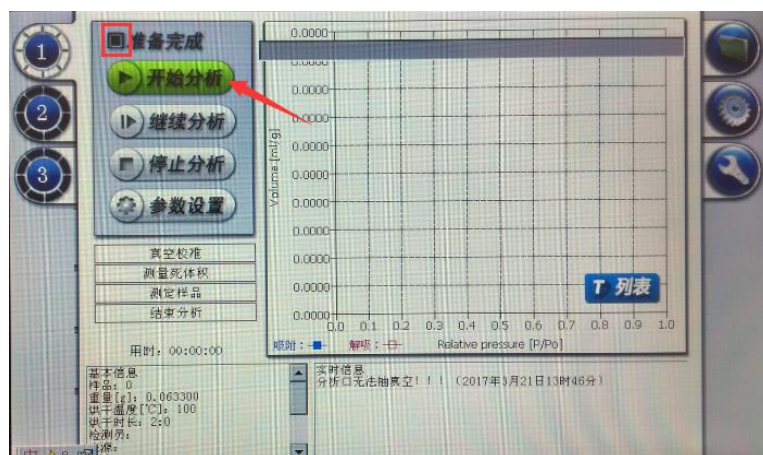 1
2
3
准备完成
开始分析
继续分析
停止分析
参数设置
真空校准
测量死体积
测定样品
结束分析
用时: 00:00:00
0.0000
0.0000
0.0000
0.0000
0.0000
0.0000
0.0000
0.0000
0.0000
0.0000
Volume [ml/g]
0.0 0.1 0.2 0.3 0.4 0.5 0.6 0.7 0.8 0.9 1.0
吸附: 解吸: Relative pressure [P/Po]
T 列表
基本信息
样品: 0
重量[g]: 0.063300
烘干温度[℃]: 100
烘干时长: 2:0
检测员:
实时信息
分析口无法抽真空!!! (2017年3月21日13时46分)